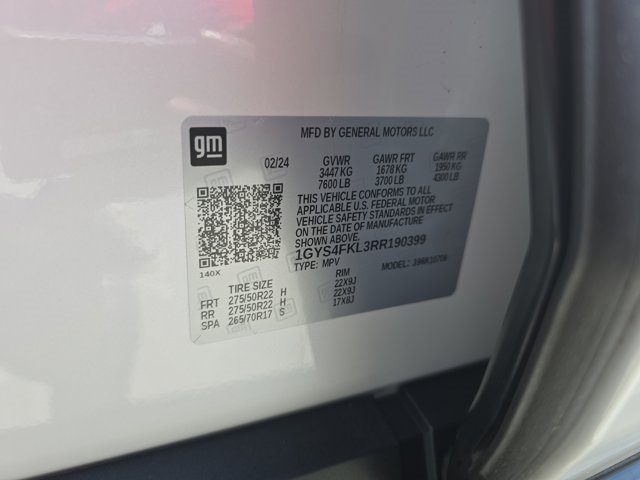 MFD BY GENERAL MOTORS LLC
gm
02/24 GVWR GAWR FRT GAWR RR
3447 KG 1678 KG 1950 KG
7600 LB 3700 LB 4300 LB
THIS VEHICLE CONFORMS TO ALL
APPLICABLE U.S. FEDERAL MOTOR
VEHICLE SAFETY STANDARDS IN EFFECT
ON THE DATE OF MANUFACTURE
SHOWN ABOVE.
1GYS4FKL3RR190399
TYPE: MPV MODEL:
140X
TIRE SIZE RIM
FRT 275/50R22 H 22X9J
RR 275/50R22 H 22X9J
SPA 265/70R17 S 17X8J